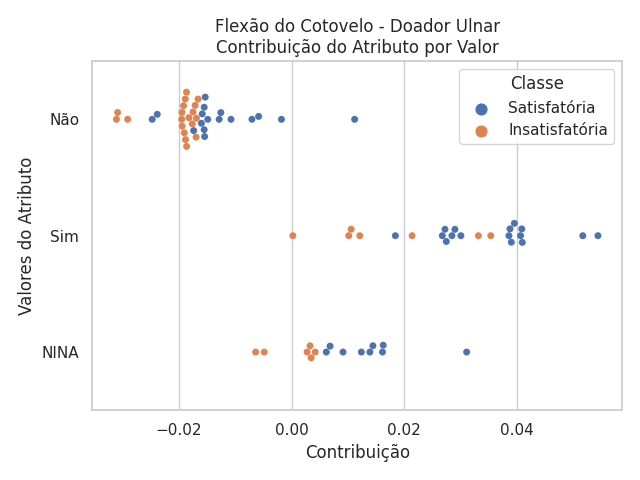 Flexão do Cotovelo - Doador Ulnar
Contribuição do Atributo por Valor
Classe
Satisfatória
Insatisfatória
Valores do Atributo
Não
Sim
NINA
−0.02 0.00 0.02 0.04
Contribuição